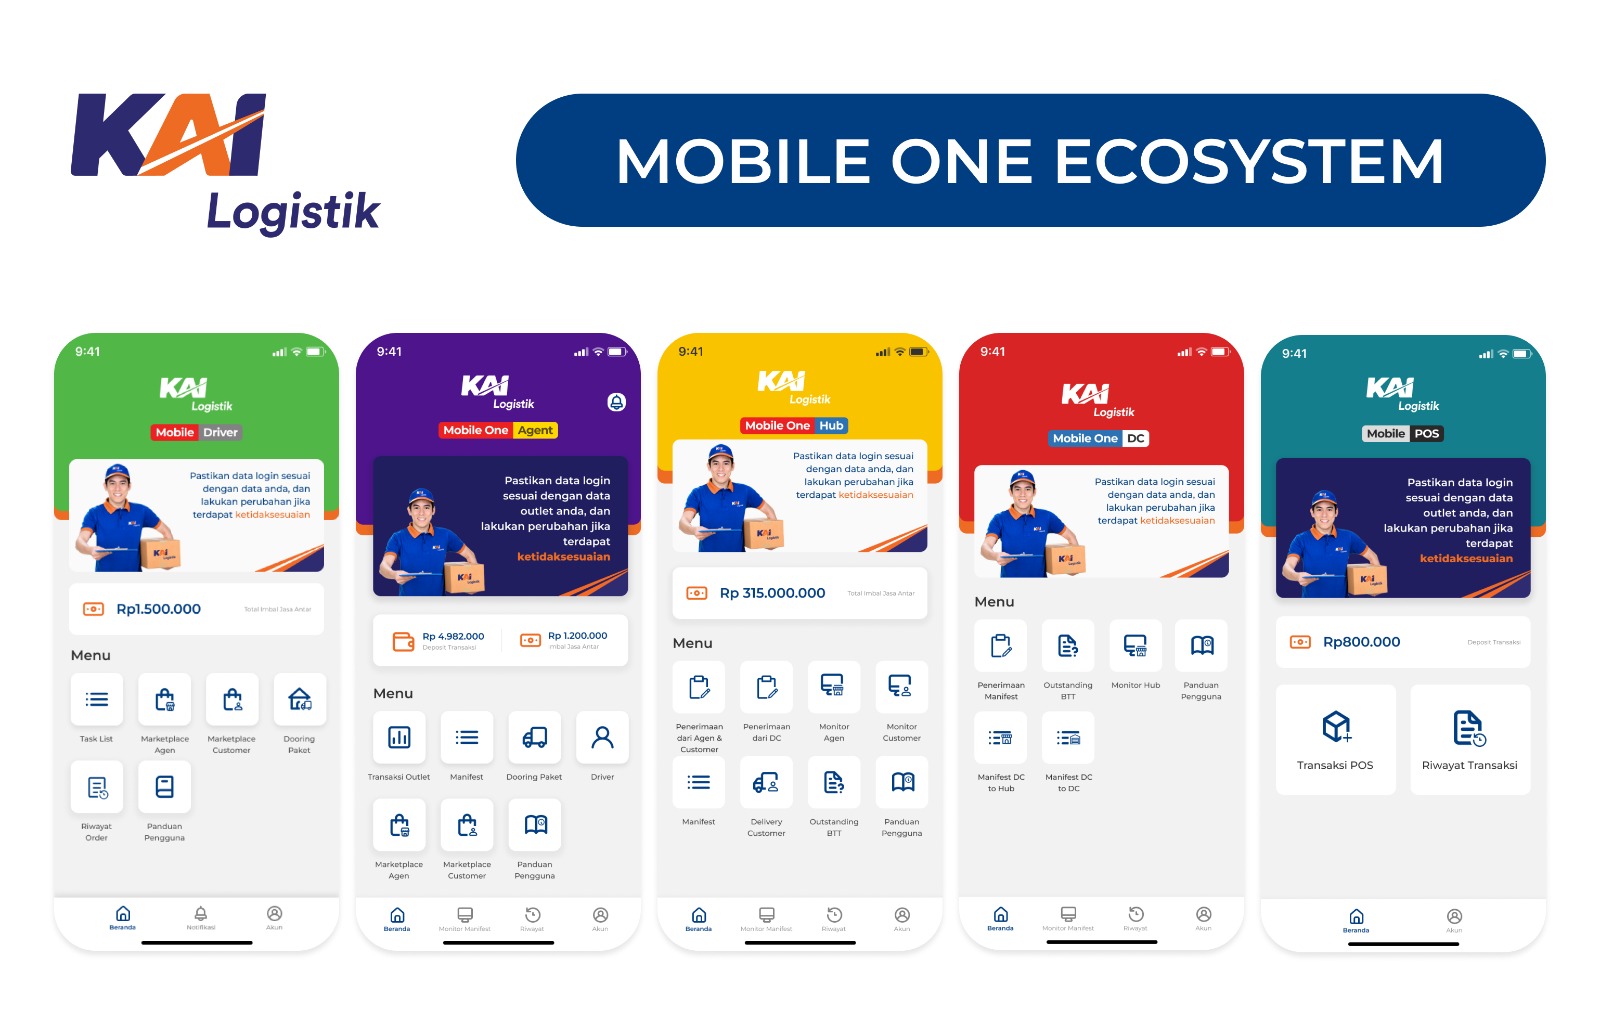 KAI
Logistik
MOBILE ONE ECOSYSTEM
9:41
KAI
Logistik
Mobile Driver
Pastikan data login sesuai
dengan data anda, dan
lakukan perubahan jika
terdapat ketidaksesuaian
KAI
Logistik
Rp1.500.000
Total Imbal Jasa Antar
Menu
Task List
Marketplace
Agen
Marketplace
Customer
Dooring
Paket
Riwayat
Order
Panduan
Pengguna
Beranda
Notifikasi
Akun
9:41
KAI
Logistik
Mobile One Agent
Pastikan data login
sesuai dengan data
outlet anda, dan
lakukan perubahan jika
terdapat
ketidaksesuaian
KAI
Logistik
Rp 4.982.000
Deposit Transaksi
Rp 1.200.000
Imbal Jasa Antar
Menu
Transaksi Outlet
Manifest
Dooring Paket
Driver
Marketplace
Agen
Marketplace
Customer
Panduan
Pengguna
Beranda
Monitor Manifest
Riwayat
Akun
9:41
KAI
Logistik
Mobile One Hub
Pastikan data login sesuai
dengan data anda, dan
lakukan perubahan jika
terdapat ketidaksesuaian
KAI
Logistik
Rp 315.000.000
Total Imbal Jasa Antar
Menu
Penerimaan
dari Agen &
Customer
Penerimaan
dari DC
Monitor
Agen
Monitor
Customer
Manifest
Delivery
Customer
Outstanding
BTT
Panduan
Pengguna
Beranda
Monitor Manifest
Riwayat
Akun
9:41
KAI
Logistik
Mobile One DC
Pastikan data login sesuai
dengan data anda, dan
lakukan perubahan jika
terdapat ketidaksesuaian
KAI
Logistik
Menu
Penerimaan
Manifest
Outstanding
BTT
Monitor Hub
Panduan
Pengguna
Manifest DC
to Hub
Manifest DC
to DC
Beranda
Monitor Manifest
Riwayat
Akun
9:41
KAI
Logistik
Mobile POS
Pastikan data login
sesuai dengan data
outlet anda, dan
lakukan perubahan jika
terdapat
ketidaksesuaian
KAI
Logistik
Rp800.000
Deposit Transaksi
Transaksi POS
Riwayat Transaksi
Beranda
Akun